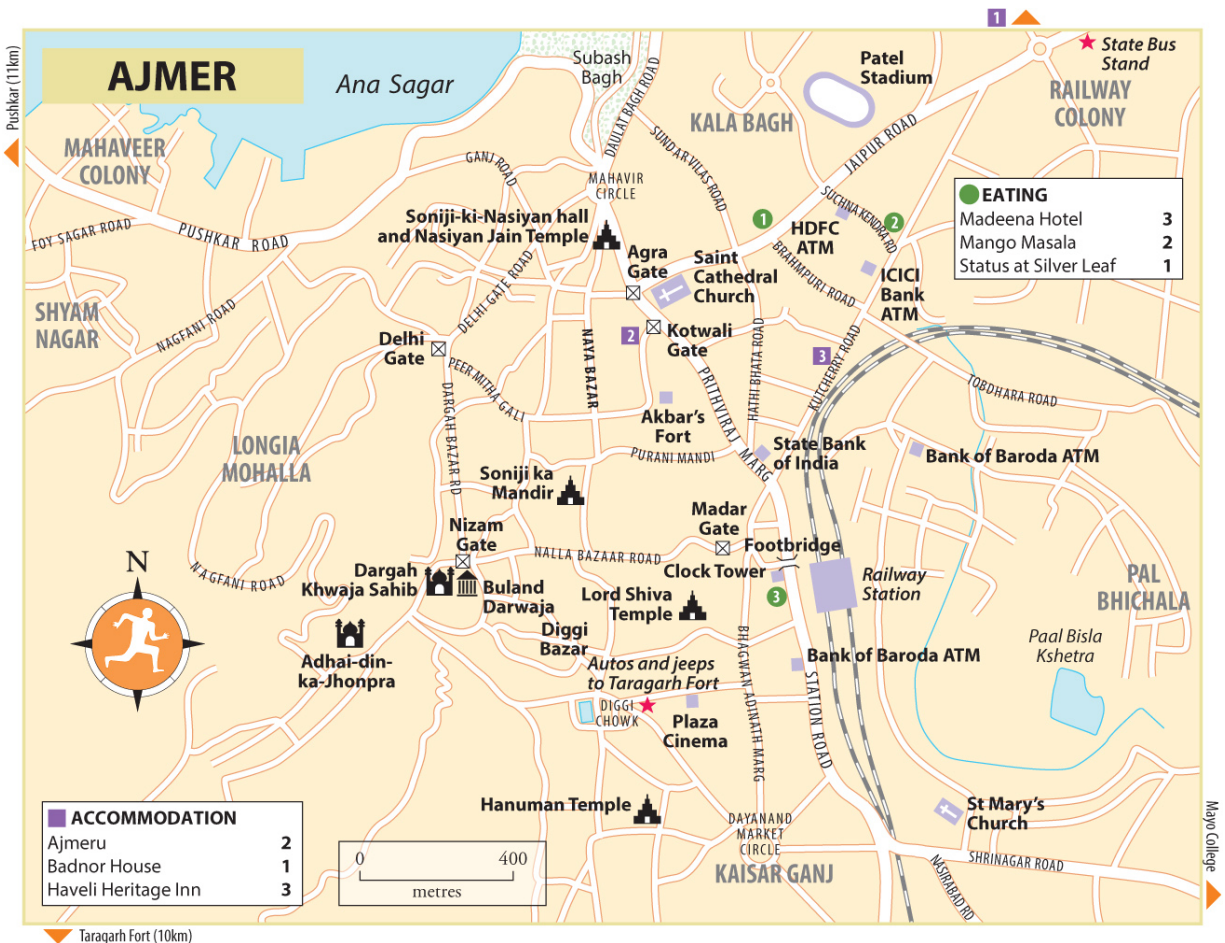 1
Pushkar (11km)
AJMER
Ana Sagar
Subash
Bagh
DAULAT BAGH ROAD
Patel
Stadium
State Bus
Stand
RAILWAY
COLONY
KALA BAGH
JAIPUR ROAD
MAHAVEER
COLONY
GANJ ROAD
SUNDAR VILAS ROAD
MAHAVIR
CIRCLE
SUCHNA KENDRA RD
EATING
Madeena Hotel 3
Mango Masala 2
Status at Silver Leaf 1
FOY SAGAR ROAD
PUSHKAR ROAD
Soniji-ki-Nasiyan hall
and Nasiyan Jain Temple
1
HDFC
ATM
2
Agra
Gate
Saint
Cathedral
Church
BRAHMPURI ROAD
ICICI
Bank
ATM
DELHI GATE ROAD
SHYAM
NAGAR
NAGFANI ROAD
Delhi
Gate
NAYA BAZAR
2
Kotwali
Gate
HATHI BHATA ROAD
3
KUTCHERRY ROAD
PEER MITHA GALI
DARGAH BAZAR RD
PRITHVIRAJ MARG
TOBDHARA ROAD
Akbar's
Fort
LONGIA
MOHALLA
PURANI MANDI
State Bank
of India
Bank of Baroda ATM
Soniji ka
Mandir
Madar
Gate
Nizam
Gate
NALLA BAZAAR ROAD
Footbridge
N
NAGFANI ROAD
Dargah
Khwaja Sahib
Buland
Darwaja
Clock Tower
3
Lord Shiva
Temple
Railway
Station
PAL
BHICHALA
Diggi
Bazar
Paal Bisla
Kshetra
Adhai-din-
ka-Jhonpra
Autos and jeeps
to Taragarh Fort
Bank of Baroda ATM
BHAGWAN ADINATH MARG
STATION ROAD
DIGGI
CHOWK
Plaza
Cinema
Hanuman Temple
DAYANAND
MARKET
CIRCLE
St Mary's
Church
KAISAR GANJ
SHRINAGAR ROAD
NASIRABAD RD
Mayo College
ACCOMMODATION
Ajmeru 2
Badnor House 1
Haveli Heritage Inn 3
0 400
metres
Taragarh Fort (10km)